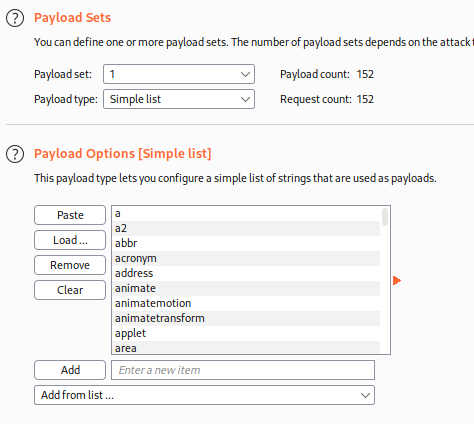 Payload Sets
You can define one or more payload sets. The number of payload sets depends on the attack
Payload set: 1 Payload count: 152
Payload type: Simple list Request count: 152
Payload Options [Simple list]
This payload type lets you configure a simple list of strings that are used as payloads.
Paste
Load ...
Remove
Clear
a
a2
abbr
acronym
address
animate
animatemotion
animatetransform
applet
area
Add Enter a new item
Add from list ...